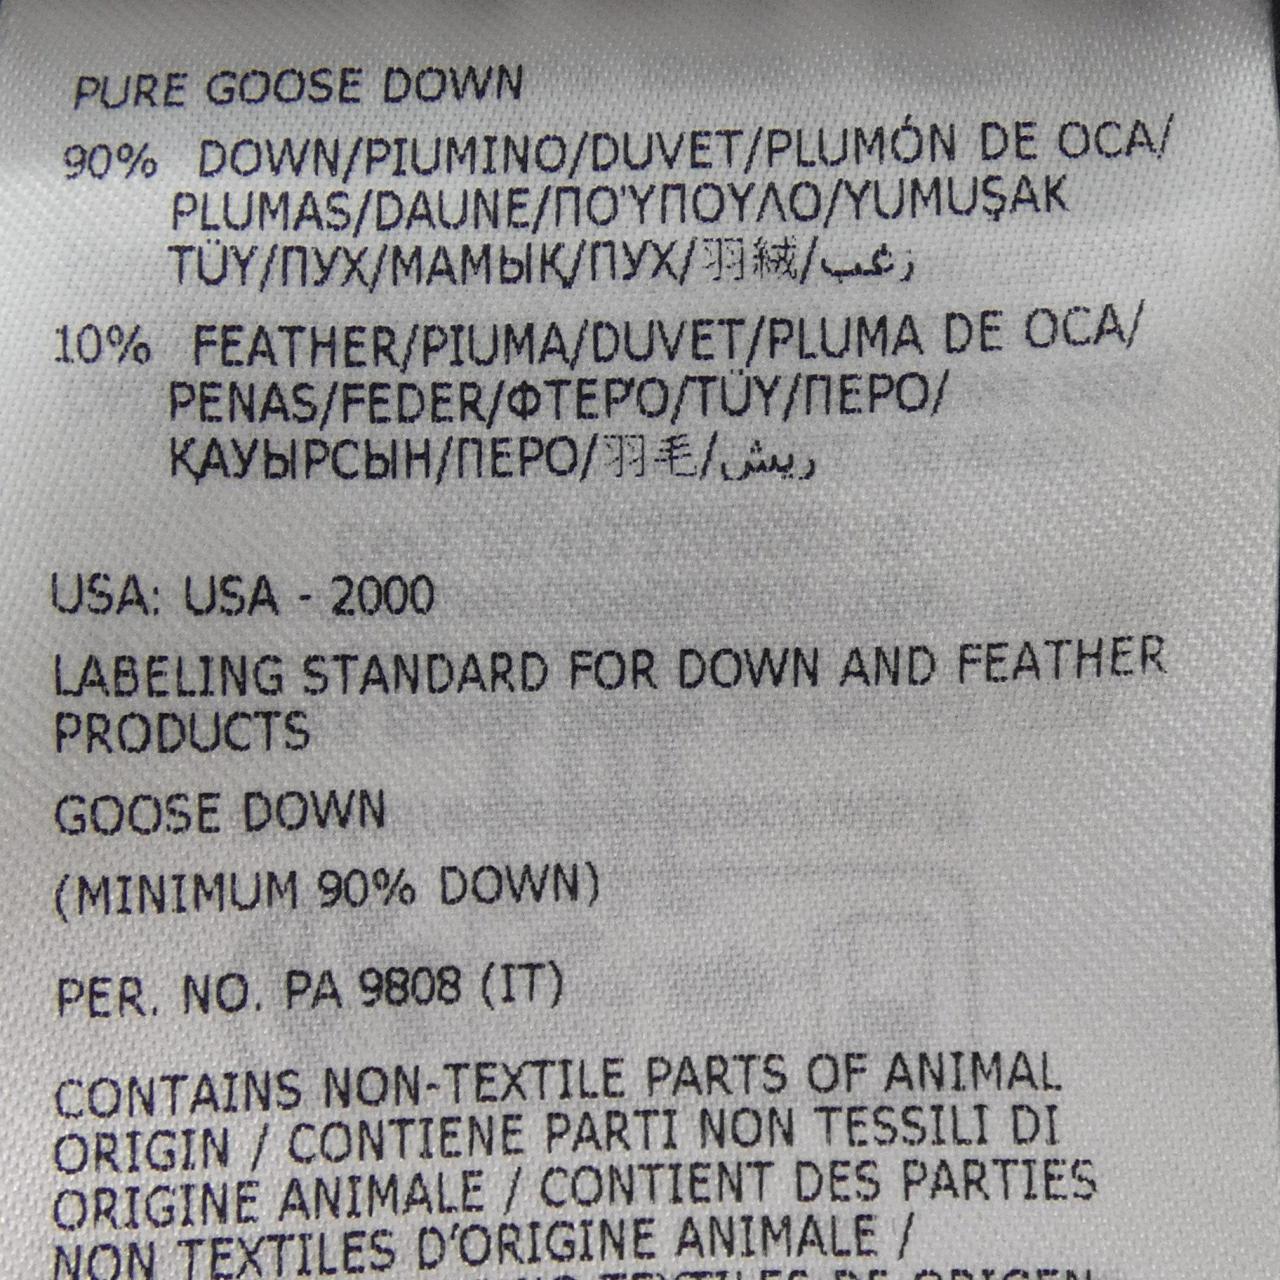 PURE GOOSE DOWN
90% DOWN/PIUMINO/DUVET/PLUMÓN DE OCA/
PLUMAS/DAUNE/ΠΟ'ΥΠΟΥΛΟ/YUMUŞAK
TÜY/ПУХ/МАМЫҚ/ПУХ/羽絨/زغب
10% FEATHER/PIUMA/DUVET/PLUMA DE OCA/
PENAS/FEDER/ΦΤΕΡ'Ο/TÜY/ПЕРО/
ҚАУЫРСЫН/ПЕРО/羽毛/ريش
USA: USA - 2000
LABELING STANDARD FOR DOWN AND FEATHER
PRODUCTS
GOOSE DOWN
(MINIMUM 90% DOWN)
PER. NO. PA 9808 (IT)
CONTAINS NON-TEXTILE PARTS OF ANIMAL
ORIGIN / CONTIENE PARTI NON TESSILI DI
ORIGINE ANIMALE / CONTIENT DES PARTIES
NON TEXTILES D'ORIGINE ANIMALE /